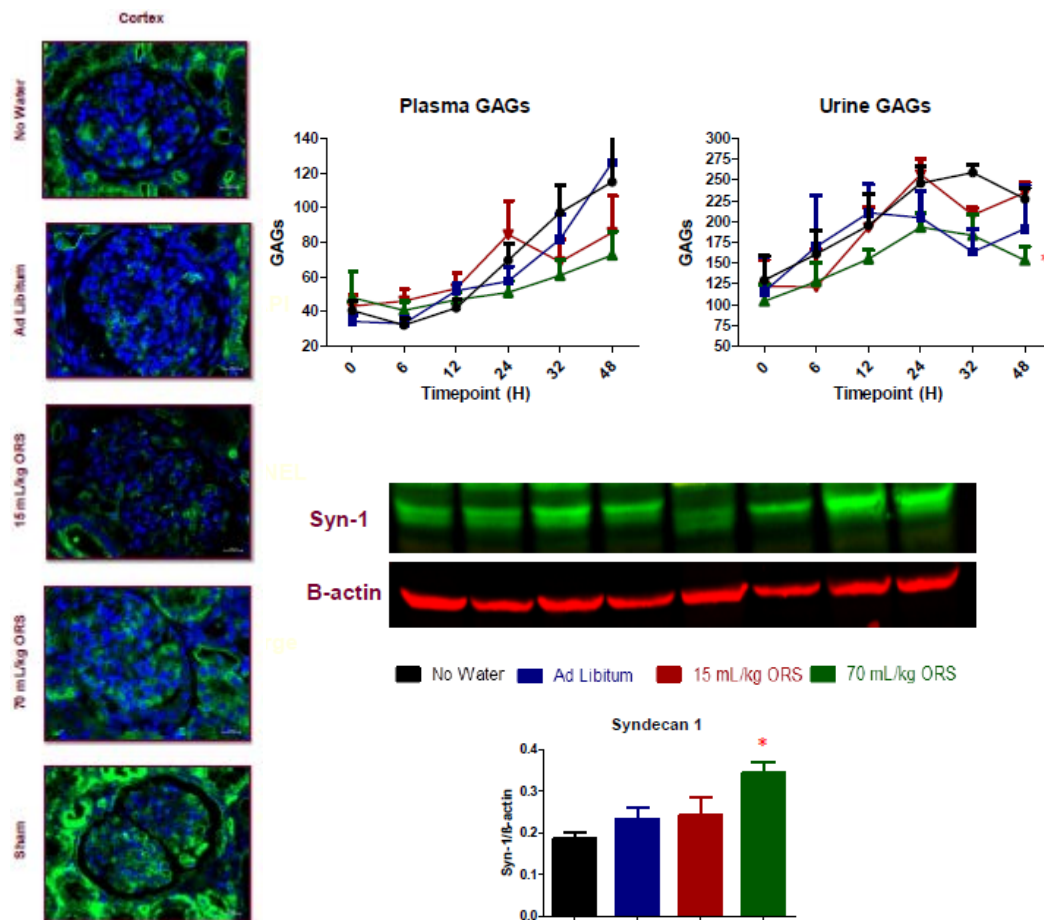 Cortex
No Water
Ad Libitum
15 mL/kg ORS
70 mL/kg ORS
Sham
Plasma GAGs
GAGs
140
120
100
80
60
40
20
0
6
12
24
32
48
Timepoint (H)
Urine GAGs
GAGs
300
275
250
225
200
175
150
125
100
75
50
0
6
12
24
32
48
Timepoint (H)
*
PI
NEL
rge
Syn-1
B-actin
No Water
Ad Libitum
15 mL/kg ORS
70 mL/kg ORS
Syndecan 1
*
Syn-1/ß-actin
0.4
0.3
0.2
0.1
0.0